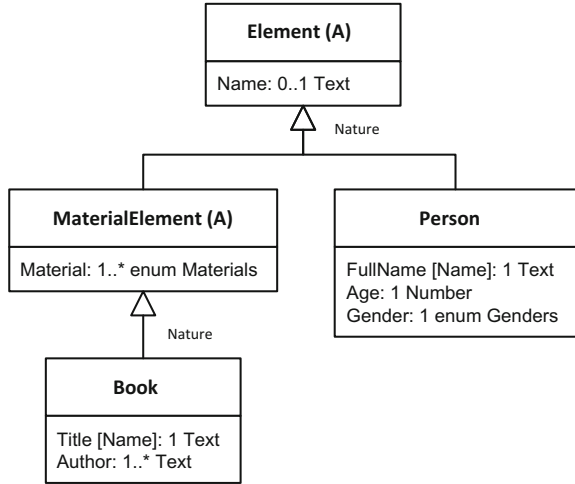 Element (A)
Name: 0..1 Text
Nature
MaterialElement (A)
Material: 1..* enum Materials
Person
FullName [Name]: 1 Text
Age: 1 Number
Gender: 1 enum Genders
Nature
Book
Title [Name]: 1 Text
Author: 1..* Text